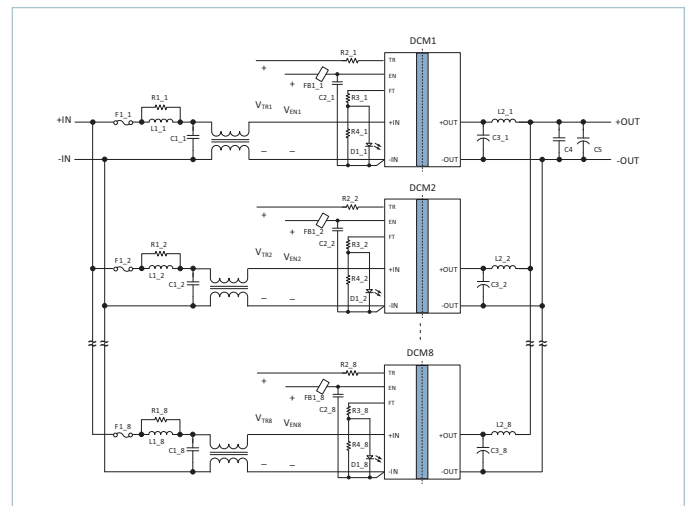 DCM1
R2_1
TR
+
EN
+
FB1_1
C2_1
FT
R3_1
R1_1
VTR1
VEN1
+IN
F1_1
L1_1
+IN
+OUT
L2_1
+OUT
C1_1
R4_1
C3_1
C4
C5
D1_1
-IN
–
–
-IN
-OUT
-OUT
DCM2
R2_2
TR
+
EN
+
FB1_2
C2_2
FT
R3_2
R1_2
VTR2
VEN2
F1_2
L1_2
+IN
+OUT
L2_2
C1_2
R4_2
C3_2
D1_2
–
–
-IN
-OUT
DCM8
R2_8
TR
+
EN
+
FB1_8
C2_8
FT
R3_8
R1_8
VTR8
VEN8
F1_8
L1_8
+IN
+OUT
L2_8
C1_8
R4_8
C3_8
D1_8
–
–
-IN
-OUT